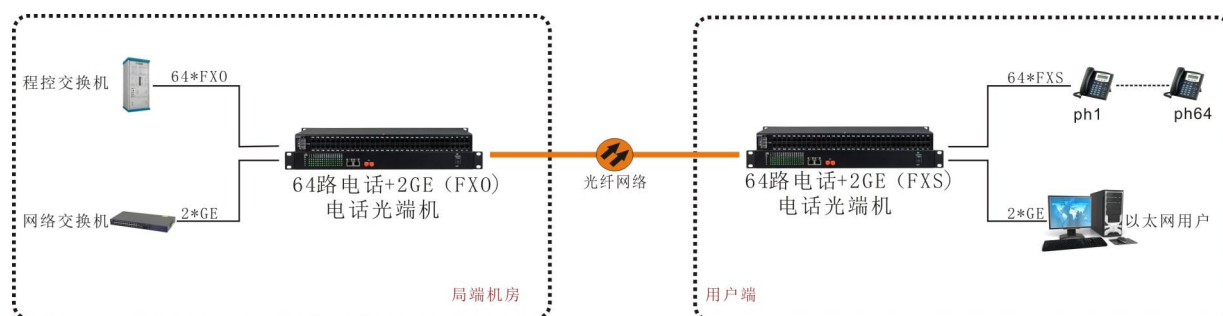 程控交换机
64*FXO
64路电话+2GE (FXO)
电话光端机
网络交换机
2*GE
局端机房
光纤网络
64路电话+2GE (FXS)
电话光端机
64*FXS
ph1
ph64
2*GE
以太网用户
用户端